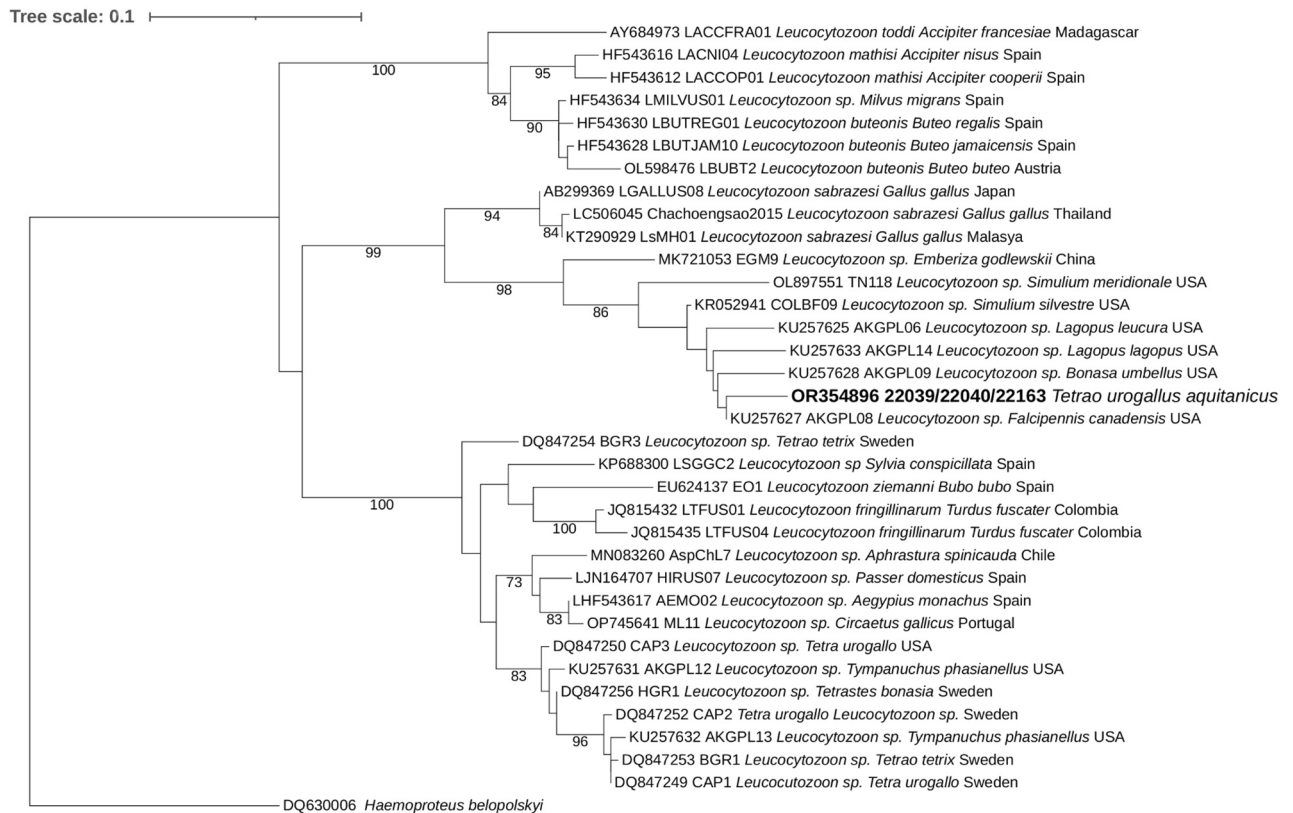 Tree scale: 0.1
AY684973 LACCFRA01 Leucocytozoon toddi Accipiter francesiae Madagascar
HF543616 LACNI04 Leucocytozoon mathisi Accipiter nisus Spain
100
95
HF543612 LACCOP01 Leucocytozoon mathisi Accipiter cooperii Spain
84
HF543634 LMILVUS01 Leucocytozoon sp. Milvus migrans Spain
90
HF543630 LBUTREG01 Leucocytozoon buteonis Buteo regalis Spain
HF543628 LBUTJAM10 Leucocytozoon buteonis Buteo jamaicensis Spain
OL598476 LBUBT2 Leucocytozoon buteonis Buteo buteo Austria
AB299369 LGALLUS08 Leucocytozoon sabrazesi Gallus gallus Japan
94
LC506045 Chachoengsao2015 Leucocytozoon sabrazesi Gallus gallus Thailand
84
KT290929 LsMH01 Leucocytozoon sabrazesi Gallus gallus Malasya
99
MK721053 EGM9 Leucocytozoon sp. Emberiza godlewskii China
98
OL897551 TN118 Leucocytozoon sp. Simulium meridionale USA
86
KR052941 COLBF09 Leucocytozoon sp. Simulium silvestre USA
KU257625 AKGPL06 Leucocytozoon sp. Lagopus leucura USA
KU257633 AKGPL14 Leucocytozoon sp. Lagopus lagopus USA
KU257628 AKGPL09 Leucocytozoon sp. Bonasa umbellus USA
OR354896 22039/22040/22163 Tetrao urogallus aquitanicus
KU257627 AKGPL08 Leucocytozoon sp. Falcipennis canadensis USA
DQ847254 BGR3 Leucocytozoon sp. Tetrao tetrix Sweden
KP688300 LSGGC2 Leucocytozoon sp Sylvia conspicillata Spain
EU624137 EO1 Leucocytozoon ziemanni Bubo bubo Spain
100
JQ815432 LTFUS01 Leucocytozoon fringillinarum Turdus fuscater Colombia
100
JQ815435 LTFUS04 Leucocytozoon fringillinarum Turdus fuscater Colombia
MN083260 AspChL7 Leucocytozoon sp. Aphrastura spinicauda Chile
73
LJN164707 HIRUS07 Leucocytozoon sp. Passer domesticus Spain
LHF543617 AEMO02 Leucocytozoon sp. Aegypius monachus Spain
83
OP745641 ML11 Leucocytozoon sp. Circaetus gallicus Portugal
DQ847250 CAP3 Leucocytozoon sp. Tetra urogallo USA
83
KU257631 AKGPL12 Leucocytozoon sp. Tympanuchus phasianellus USA
DQ847256 HGR1 Leucocytozoon sp. Tetrastes bonasia Sweden
DQ847252 CAP2 Tetra urogallo Leucocytozoon sp. Sweden
96
KU257632 AKGPL13 Leucocytozoon sp. Tympanuchus phasianellus USA
DQ847253 BGR1 Leucocytozoon sp. Tetrao tetrix Sweden
DQ847249 CAP1 Leucocutozoon sp. Tetra urogallo Sweden
DQ630006 Haemoproteus belopolskyi